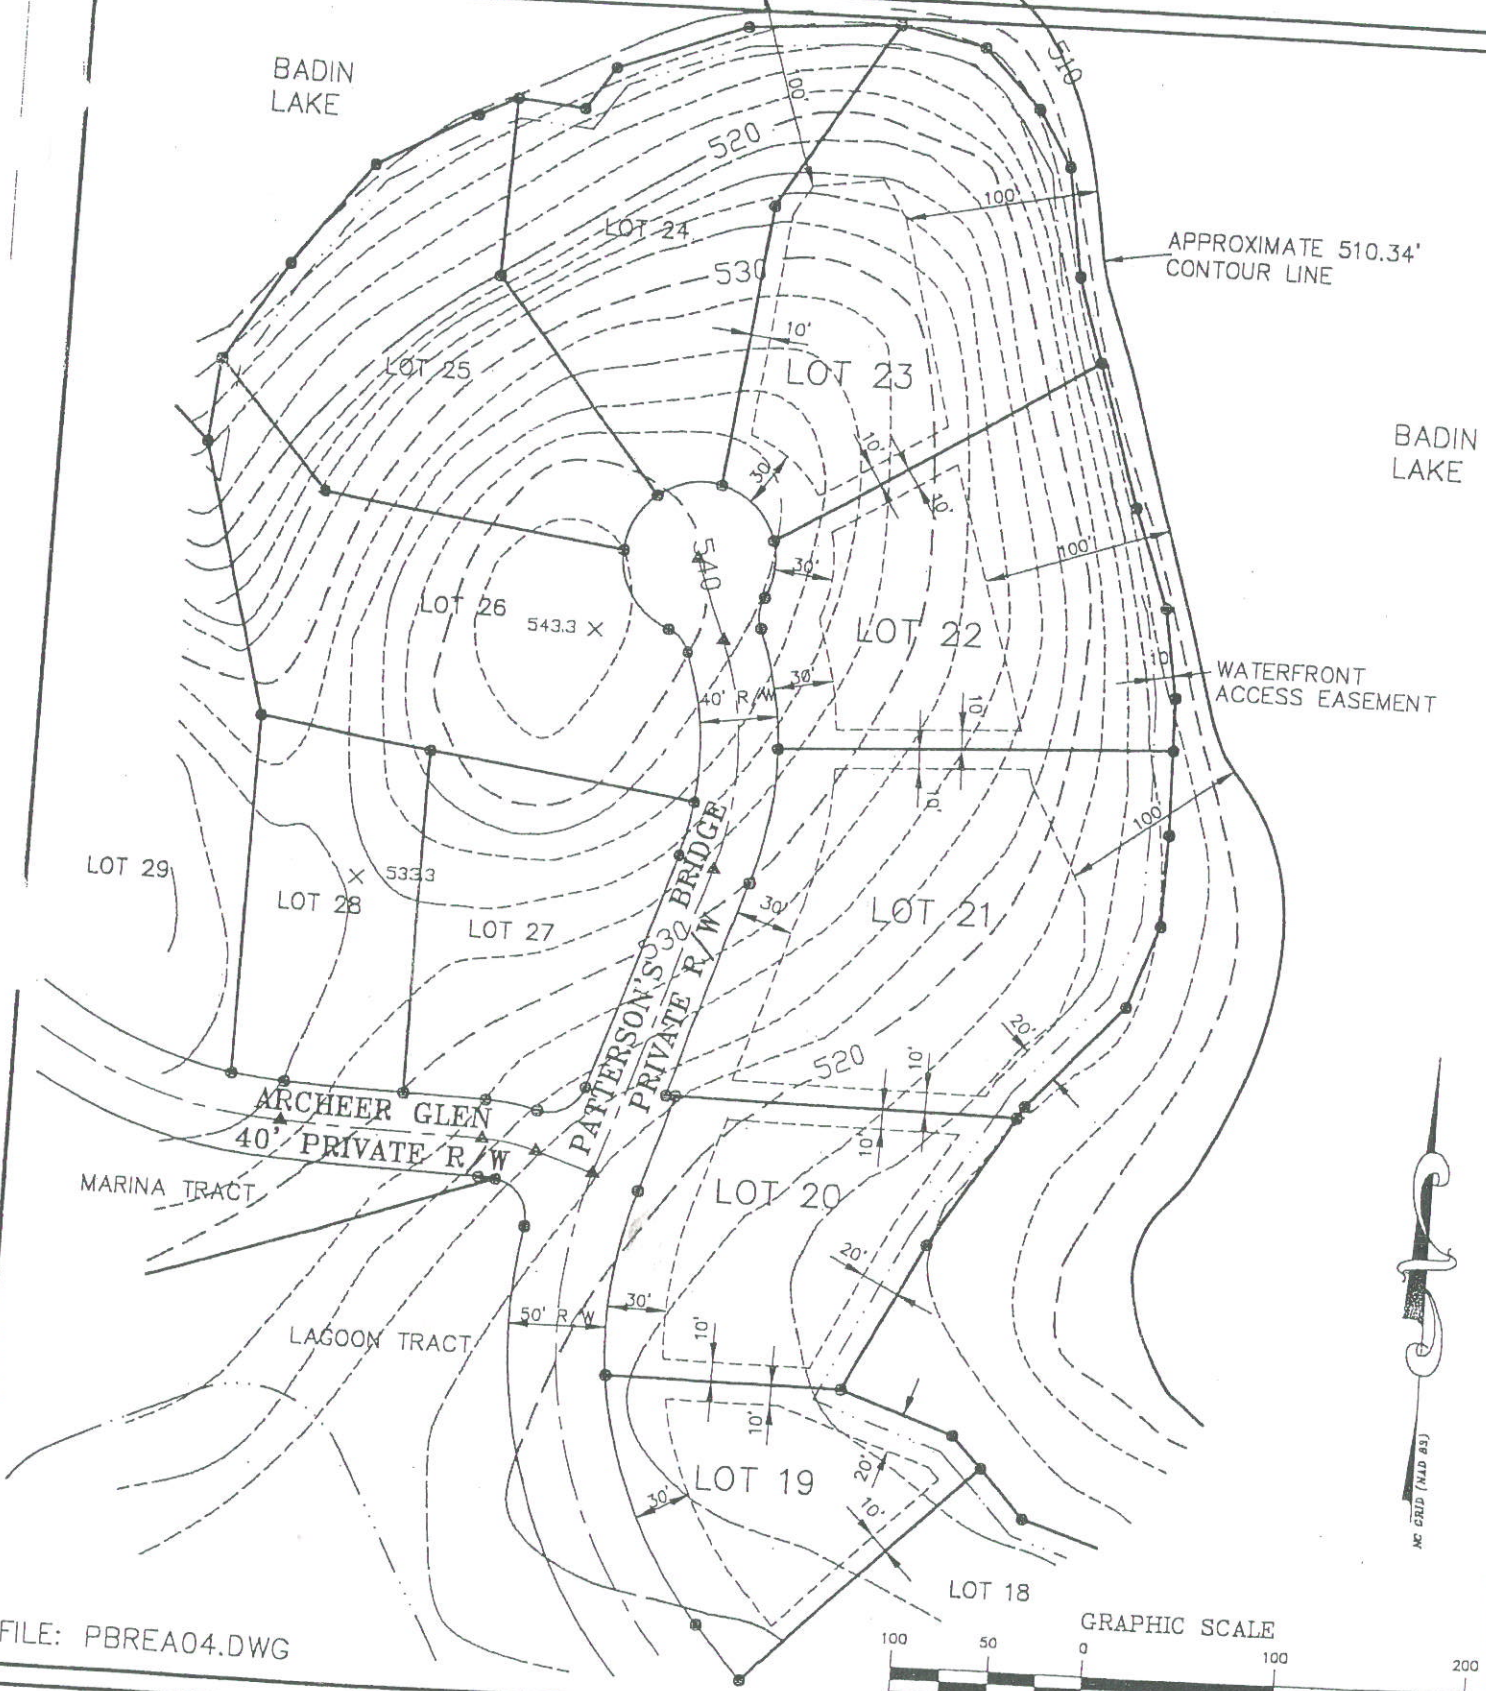 BADIN
LAKE
510
100'
520
LOT 24
100'
APPROXIMATE 510.34'
CONTOUR LINE
530
10'
LOT 25
LOT 23
BADIN
LAKE
10'
30'
10'
540
100'
30'
LOT 26
543.3
LOT 22
10'
WATERFRONT
ACCESS EASEMENT
30'
40' R/W
10'
10'
100'
LOT 29
533.3
LOT 28
LOT 27
30'
LOT 21
530
PATTERSON'S BRIDGE
PRIVATE R/W
20'
520
10'
ARCHEER GLEN
40' PRIVATE R/W
10'
MARINA TRACT
LOT 20
20'
30'
50' R/W
LAGOON TRACT
10'
10'
LOT 19
20'
30'
10'
NC GRID (NAD 83)
LOT 18
GRAPHIC SCALE
100 50 0 100 200
FILE: PBREA04.DWG